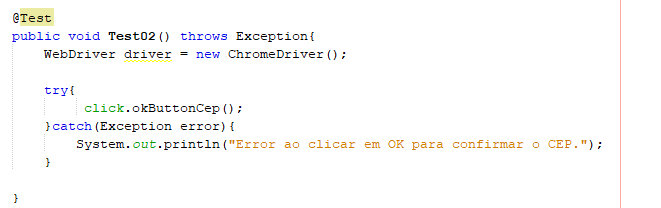 @Test
public void Test02() throws Exception{
WebDriver driver = new ChromeDriver();
try{
click.okButtonCep();
}catch(Exception error){
System.out.println("Error ao clicar em OK para confirmar o CEP.");
}
}